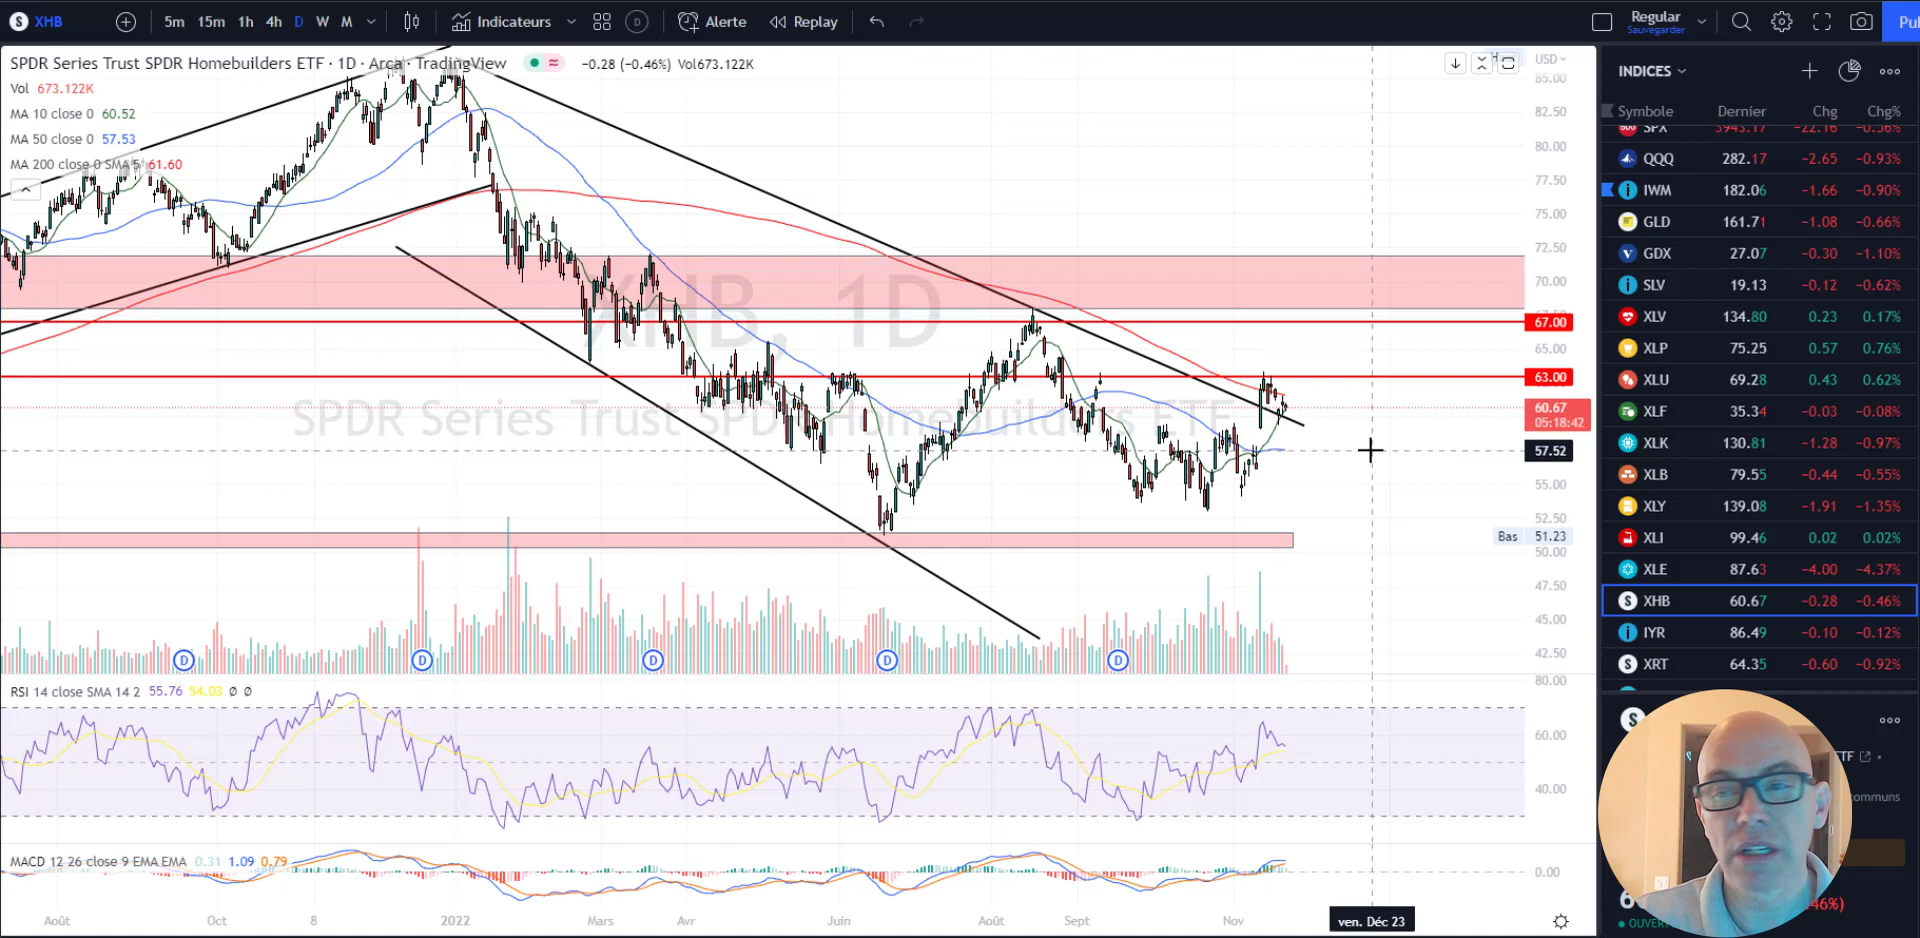 XHB
5m 15m 1h 4h D W M
Indicateurs
Alerte
Replay
Regular
Sauvegarder
SPDR Series Trust SPDR Homebuilders ETF · 1D · Arca · TradingView
−0.28 (−0.46%) Vol673.122K
Vol 673.122K
MA 10 close 0 60.52
MA 50 close 0 57.53
MA 200 close 0 SMA 5 61.60
XHB, 1D
SPDR Series Trust SPDR Homebuilders ETF
USD
85.00
82.50
80.00
77.50
75.00
72.50
70.00
67.00
65.00
63.00
60.67
05:18:42
57.52
55.00
52.50
Bas 51.23
50.00
47.50
45.00
42.50
D D D D D
RSI 14 close SMA 14 2 55.76 54.03 Ø Ø
80.00
60.00
40.00
MACD 12 26 close 9 EMA EMA 0.31 1.09 0.79
0.00
Août Oct 8 2022 Mars Avr Juin Août Sept Nov
ven. Déc 23
INDICES
Symbole Dernier Chg Chg%
SPX 3943.17 −22.16 −0.56%
QQQ 282.17 −2.65 −0.93%
IWM 182.06 −1.66 −0.90%
GLD 161.71 −1.08 −0.66%
GDX 27.07 −0.30 −1.10%
SLV 19.13 −0.12 −0.62%
XLV 134.80 0.23 0.17%
XLP 75.25 0.57 0.76%
XLU 69.28 0.43 0.62%
XLF 35.34 −0.03 −0.08%
XLK 130.81 −1.28 −0.97%
XLB 79.55 −0.44 −0.55%
XLY 139.08 −1.91 −1.35%
XLI 99.46 0.02 0.02%
XLE 87.63 −4.00 −4.37%
XHB 60.67 −0.28 −0.46%
IYR 86.49 −0.10 −0.12%
XRT 64.35 −0.60 −0.92%